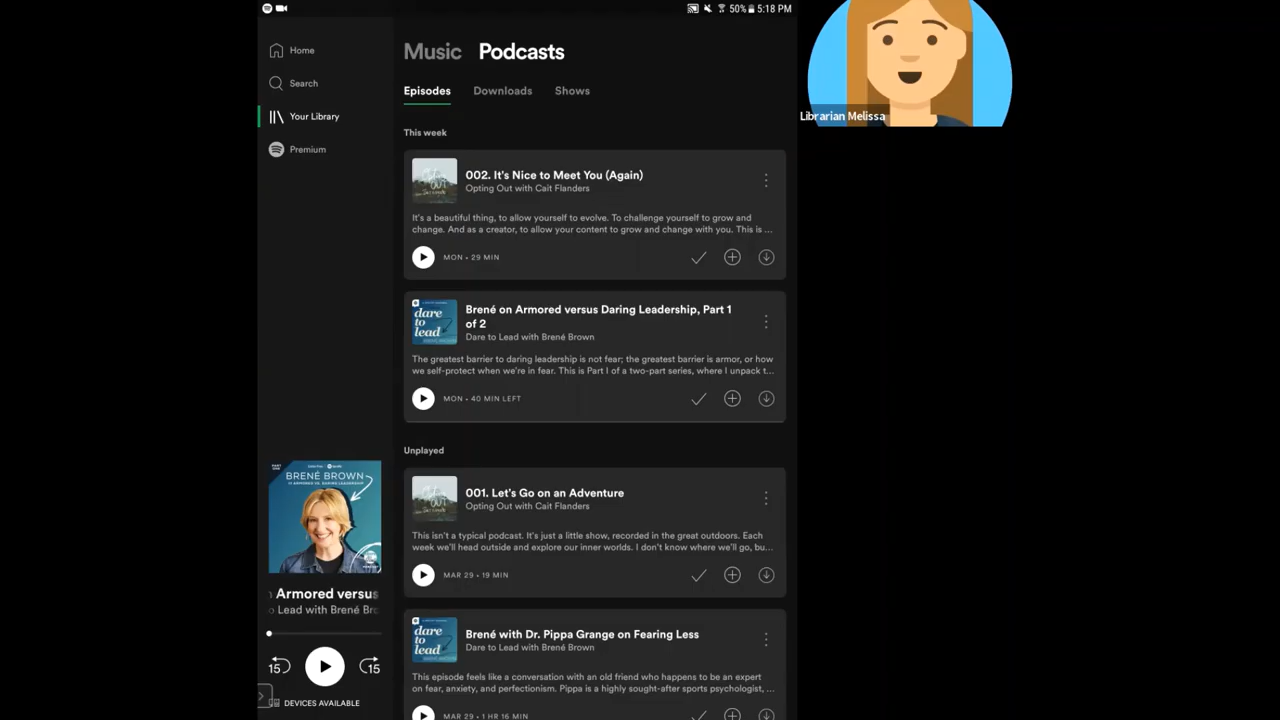 50% 5:18 PM
Home
Search
Your Library
Premium
Music Podcasts
Episodes Downloads Shows
This week
002. It's Nice to Meet You (Again)
Opting Out with Cait Flanders
It's a beautiful thing, to allow yourself to evolve. To challenge yourself to grow and
change. And as a creator, to allow your content to grow and change with you. This is ...
MON • 29 MIN
dare to lead
Brené on Armored versus Daring Leadership, Part 1
of 2
Dare to Lead with Brené Brown
The greatest barrier to daring leadership is not fear; the greatest barrier is armor, or how
we self-protect when we're in fear. This is Part I of a two-part series, where I unpack t...
MON • 40 MIN LEFT
Unplayed
001. Let's Go on an Adventure
Opting Out with Cait Flanders
This isn't a typical podcast. It's just a little show, recorded in the great outdoors. Each
week we'll head outside and explore our inner worlds. I don't know where we'll go, bu...
MAR 29 • 19 MIN
dare to lead
Brené with Dr. Pippa Grange on Fearing Less
Dare to Lead with Brené Brown
This episode feels like a conversation with an old friend who happens to be an expert
on fear, anxiety, and perfectionism. Pippa is a highly sought-after sports psychologist, ...
MAR 29 • 1 HR 16 MIN
BRENÉ BROWN
Armored versus
o Lead with Brené Br
15 15
DEVICES AVAILABLE
Librarian Melissa